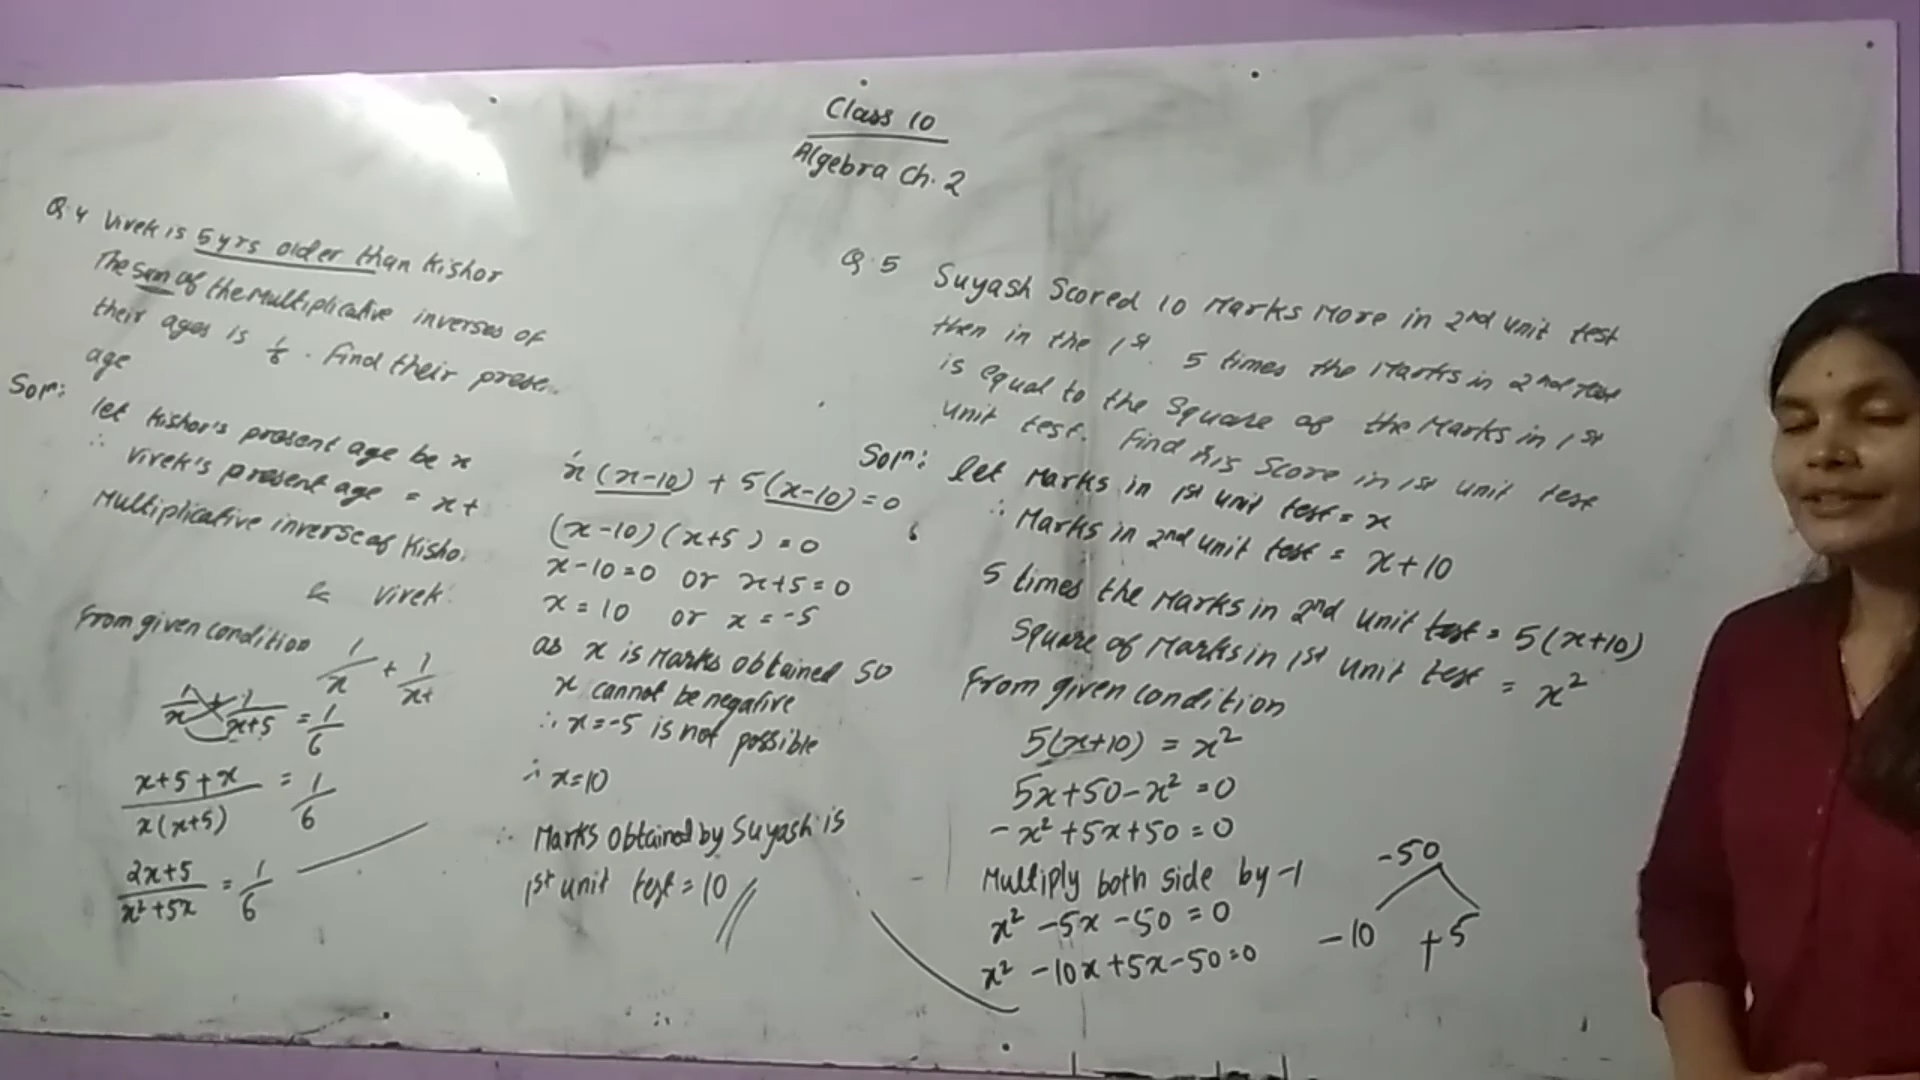 Class 10
Algebra Ch. 2
Q. 4 Vivek is 5 yrs older than Kishor
The sum of the Multiplicative inverses of
their ages is 1/6. Find their
age
Solⁿ:
let Kishor's present age be x
∴ Vivek's present age = x+
Multiplicative inverse of
& Vivek
From given condition 1/x + 1/x+
1/x + 1/x+5 = 1/6
x+5+x/x(x+5) = 1/6
2x+5/x²+5x = 1/6
x(x-10) + 5(x-10) = 0
(x-10)(x+5) = 0
x-10=0 or x+5=0
x=10 or x=-5
as x is Marks obtained so
x cannot be negative
∴ x=-5 is not possible
∴ x=10
∴ Marks obtained by Suyash is
1st unit test = 10
Q. 5 Suyash Scored 10 Marks More in 2nd unit test
then in the 1st. 5 times the Marks in 2nd test
is equal to the Square of the Marks in 1st
unit test. Find his Score in 1st unit test
Solⁿ: let Marks in 1st unit test = x
∴ Marks in 2nd unit test = x+10
5 times the Marks in 2nd unit test = 5(x+10)
Square of Marks in 1st unit test = x²
From given condition
5(x+10) = x²
5x+50-x² = 0
-x²+5x+50 = 0
Multiply both side by -1
x² -5x -50 = 0
x² -10x+5x-50=0
-50
-10 +5